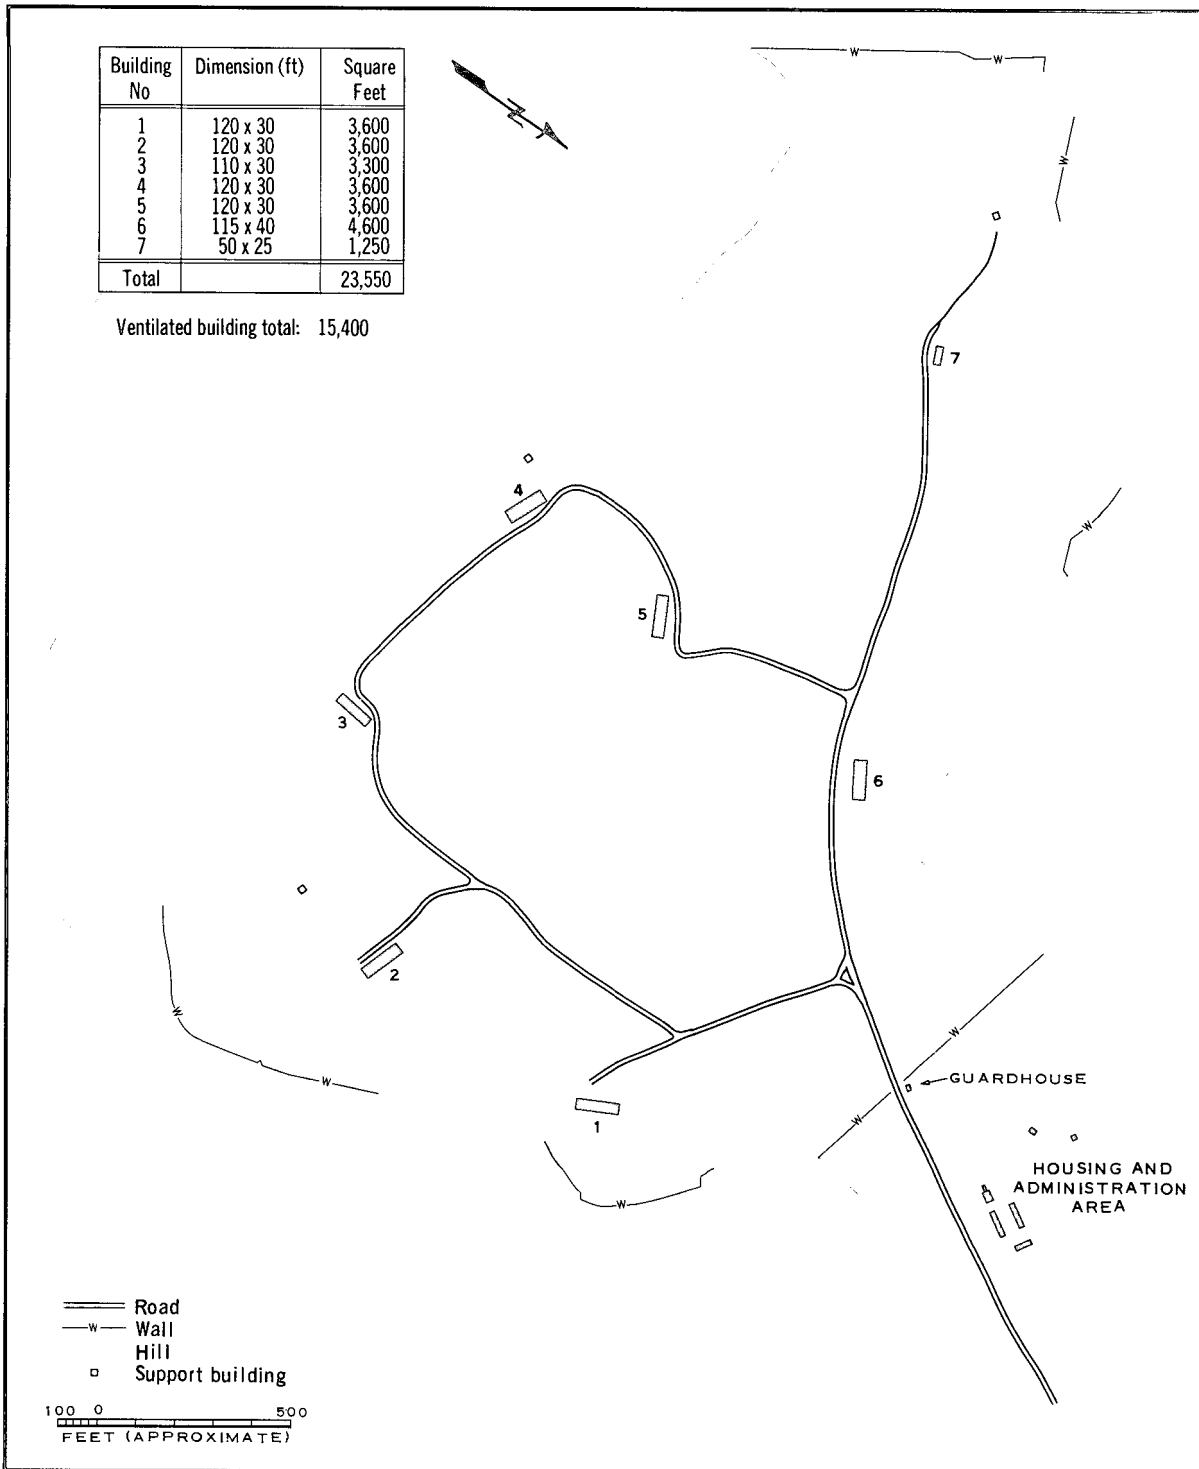 Building No Dimension (ft) Square Feet
1 120 x 30 3,600
2 120 x 30 3,600
3 110 x 30 3,300
4 120 x 30 3,600
5 120 x 30 3,600
6 115 x 40 4,600
7 50 x 25 1,250
Total 23,550
Ventilated building total: 15,400
N
W
W
W
7
4
W
5
3
6
2
W
W
W
GUARDHOUSE
W
1
W
HOUSING AND
ADMINISTRATION
AREA
Road
W Wall
Hill
Support building
100 0 500
FEET (APPROXIMATE)